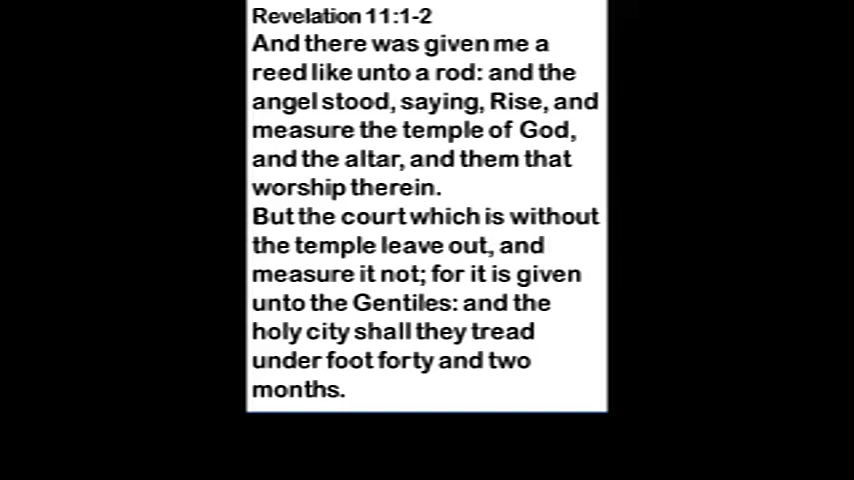 Revelation 11:1-2
And there was given me a
reed like unto a rod: and the
angel stood, saying, Rise, and
measure the temple of God,
and the altar, and them that
worship therein.
But the court which is without
the temple leave out, and
measure it not; for it is given
unto the Gentiles: and the
holy city shall they tread
under foot forty and two
months.